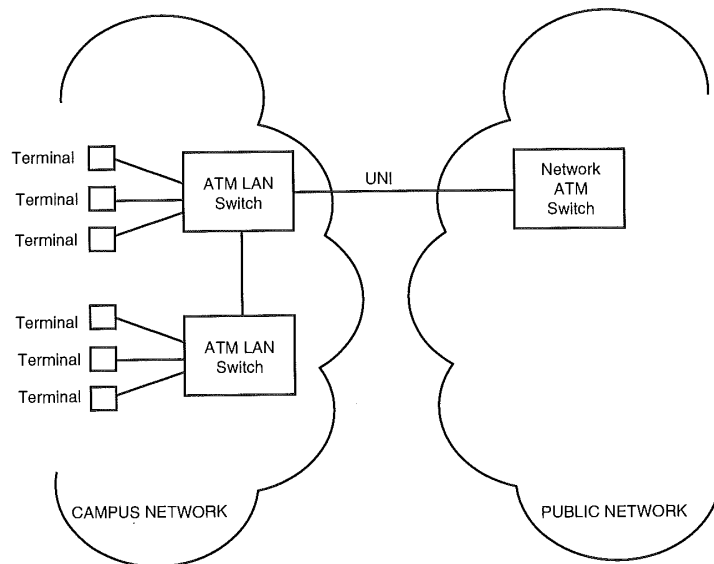 Terminal
Terminal
Terminal
ATM LAN
Switch
UNI
Network
ATM
Switch
Terminal
Terminal
Terminal
ATM LAN
Switch
CAMPUS NETWORK
PUBLIC NETWORK